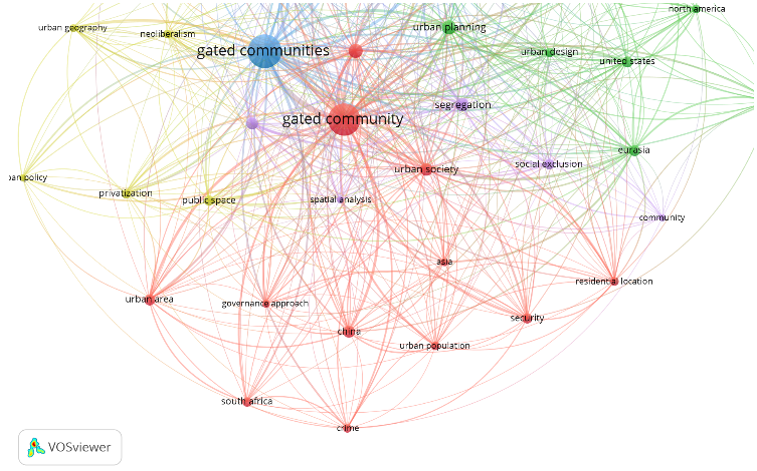 north america
urban geography
neoliberalism
urban planning
gated communities
urban design
united states
segregation
gated community
eurasia
social exclusion
urban society
ban policy
privatization
public space
spatial analysis
community
asia
residential location
urban area
governance approach
security
china
urban population
south africa
crime
VOSviewer